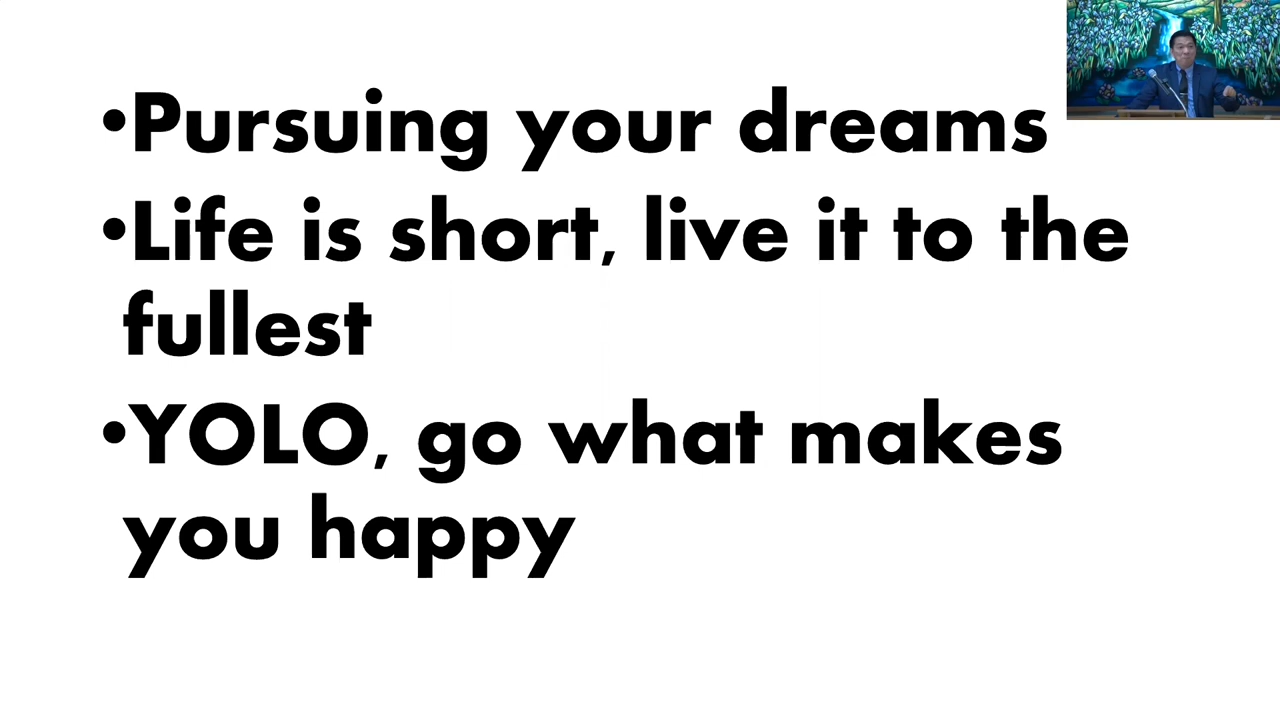 •Pursuing your dreams
•Life is short, live it to the
fullest
•YOLO, go what makes
you happy